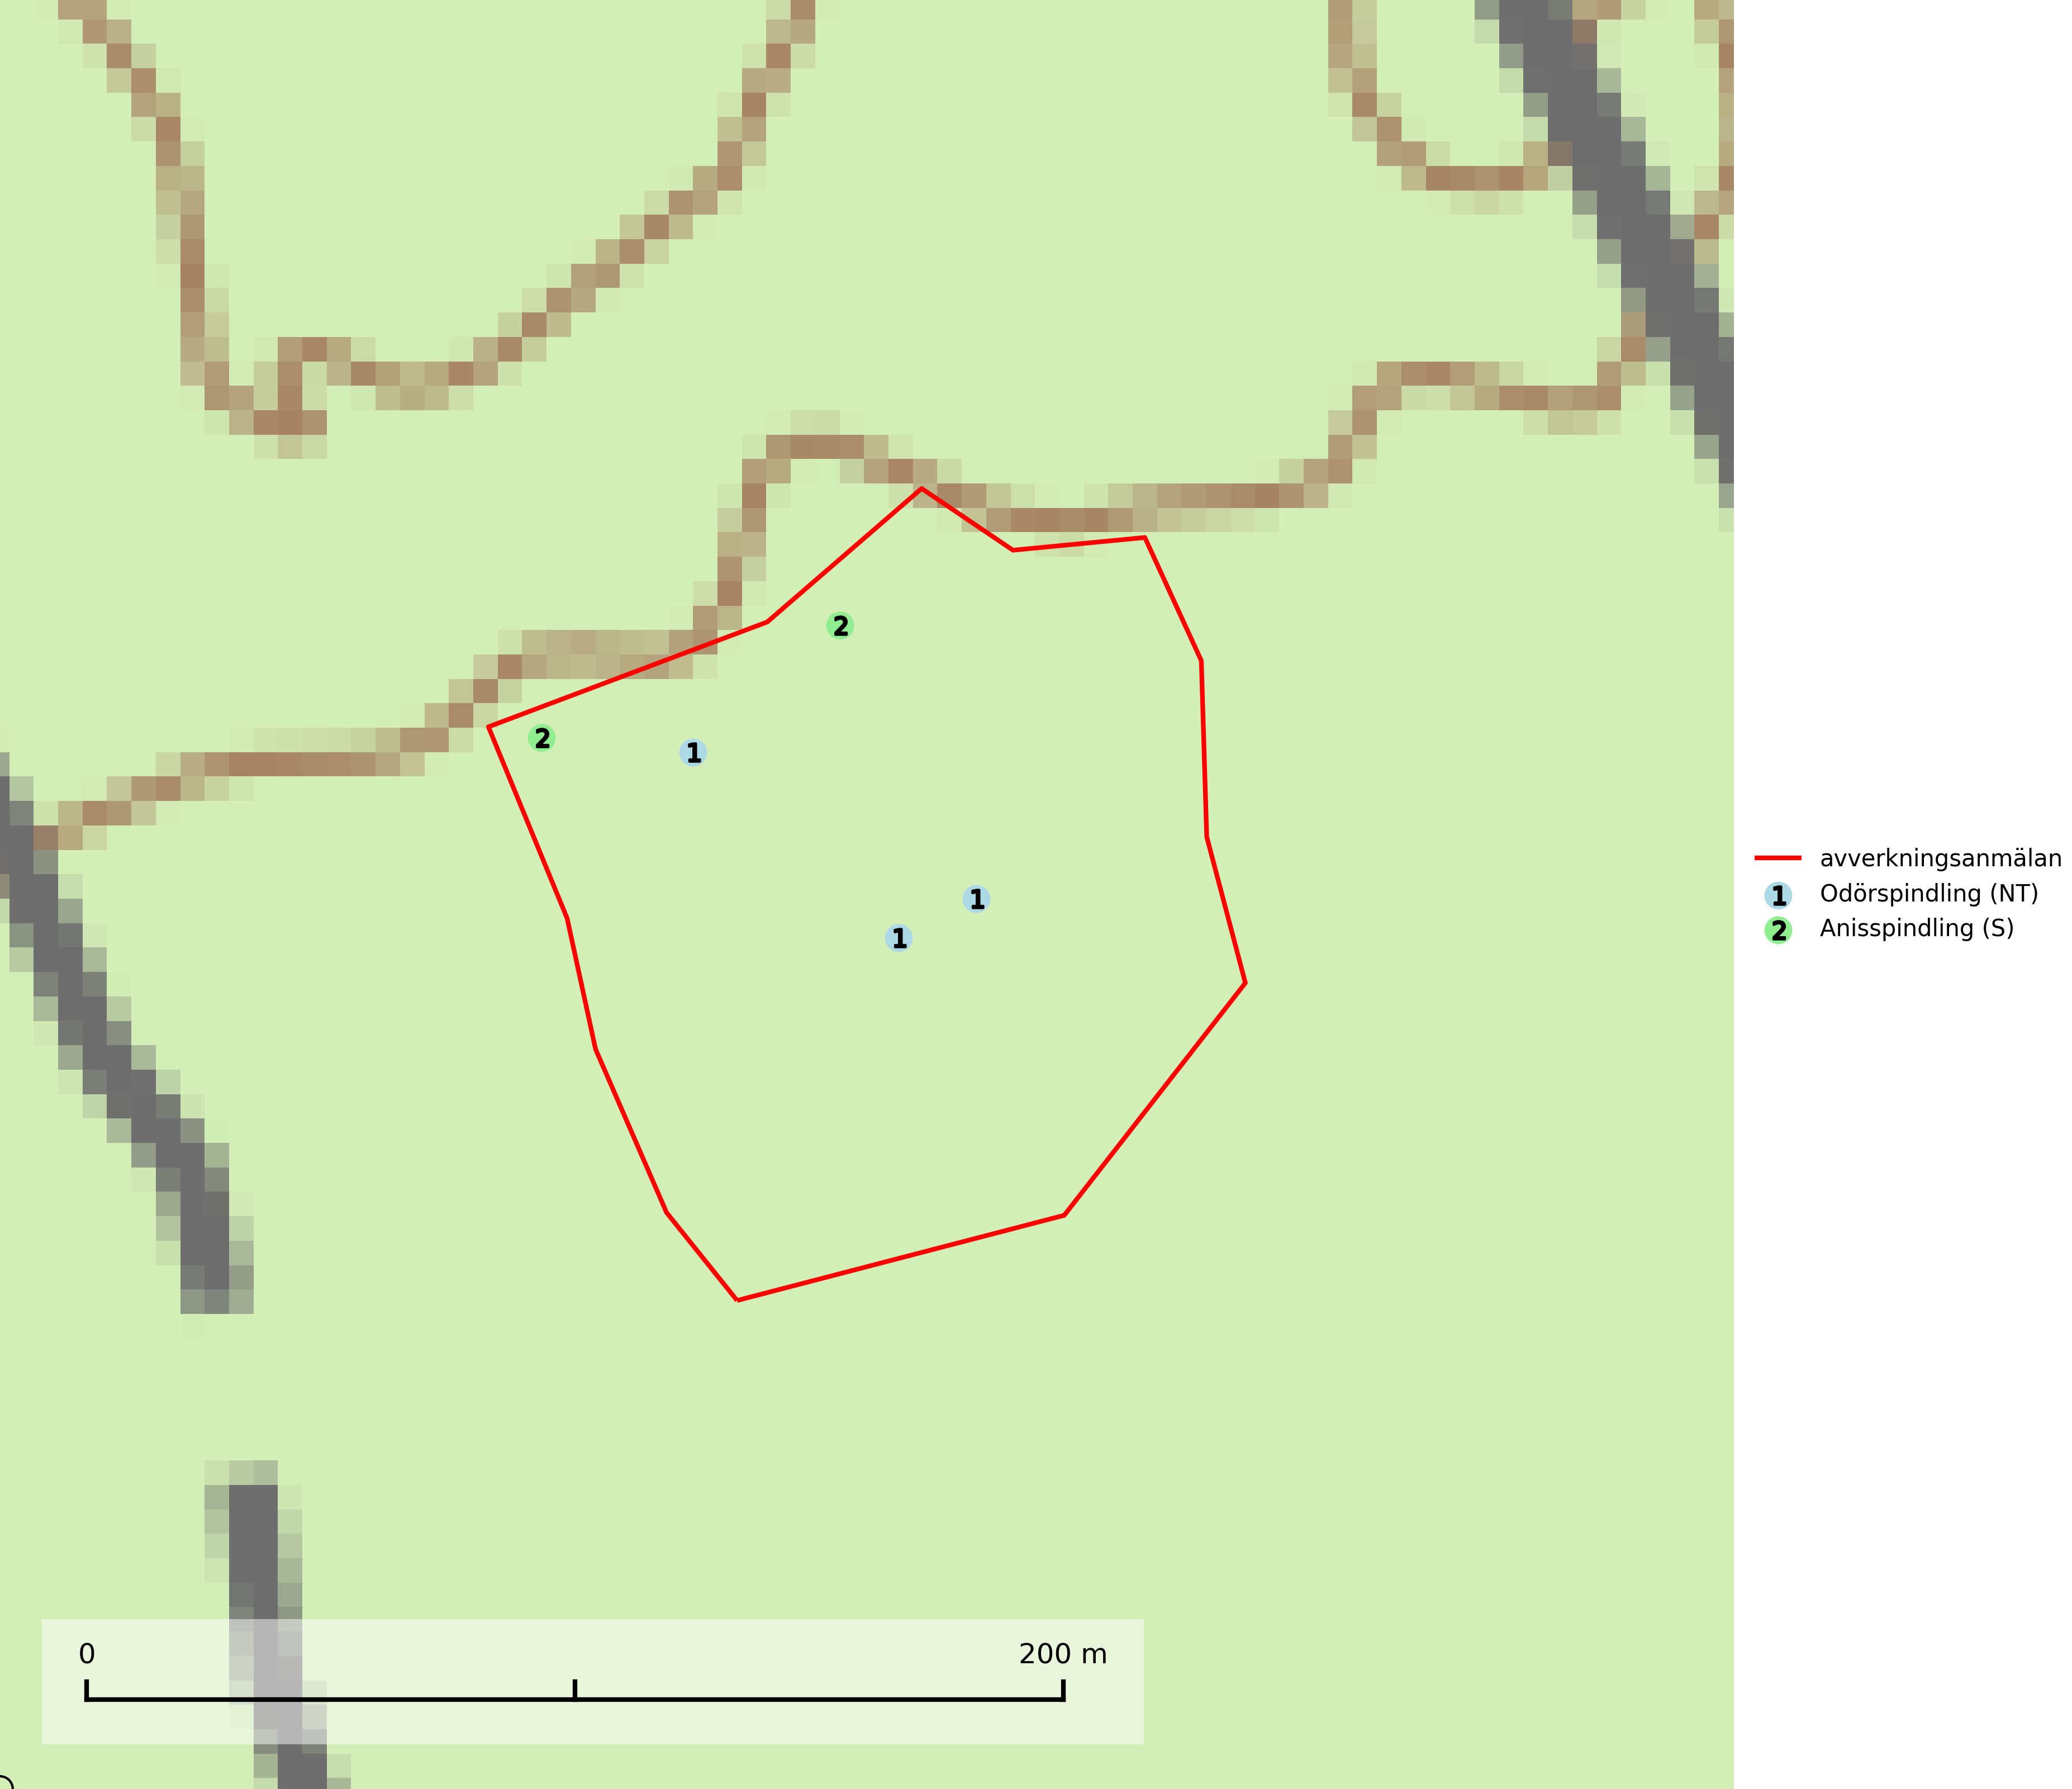 2
2
1
1
1
avverkningsanmälan
1 Odörspindling (NT)
2 Anisspindling (S)
0 200 m